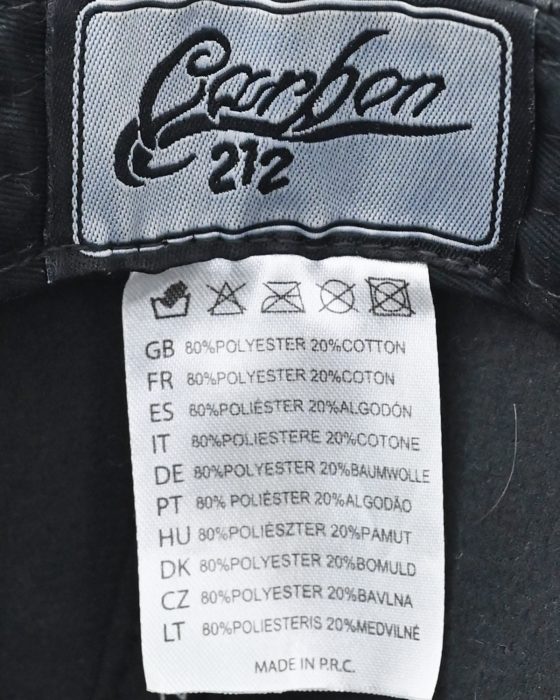 Carbon
212
GB 80%POLYESTER 20%COTTON
FR 80%POLYESTER 20%COTON
ES 80%POLIÉSTER 20%ALGODÓN
IT 80%POLIESTERE 20%COTONE
DE 80%POLYESTER 20%BAUMWOLLE
PT 80% POLIÉSTER 20%ALGODÃO
HU 80%POLIÉSZTER 20%PAMUT
DK 80%POLYESTER 20%BOMULD
CZ 80%POLYESTER 20%BAVLNA
LT 80%POLIESTERIS 20%MEDVILNÉ
MADE IN P.R.C.